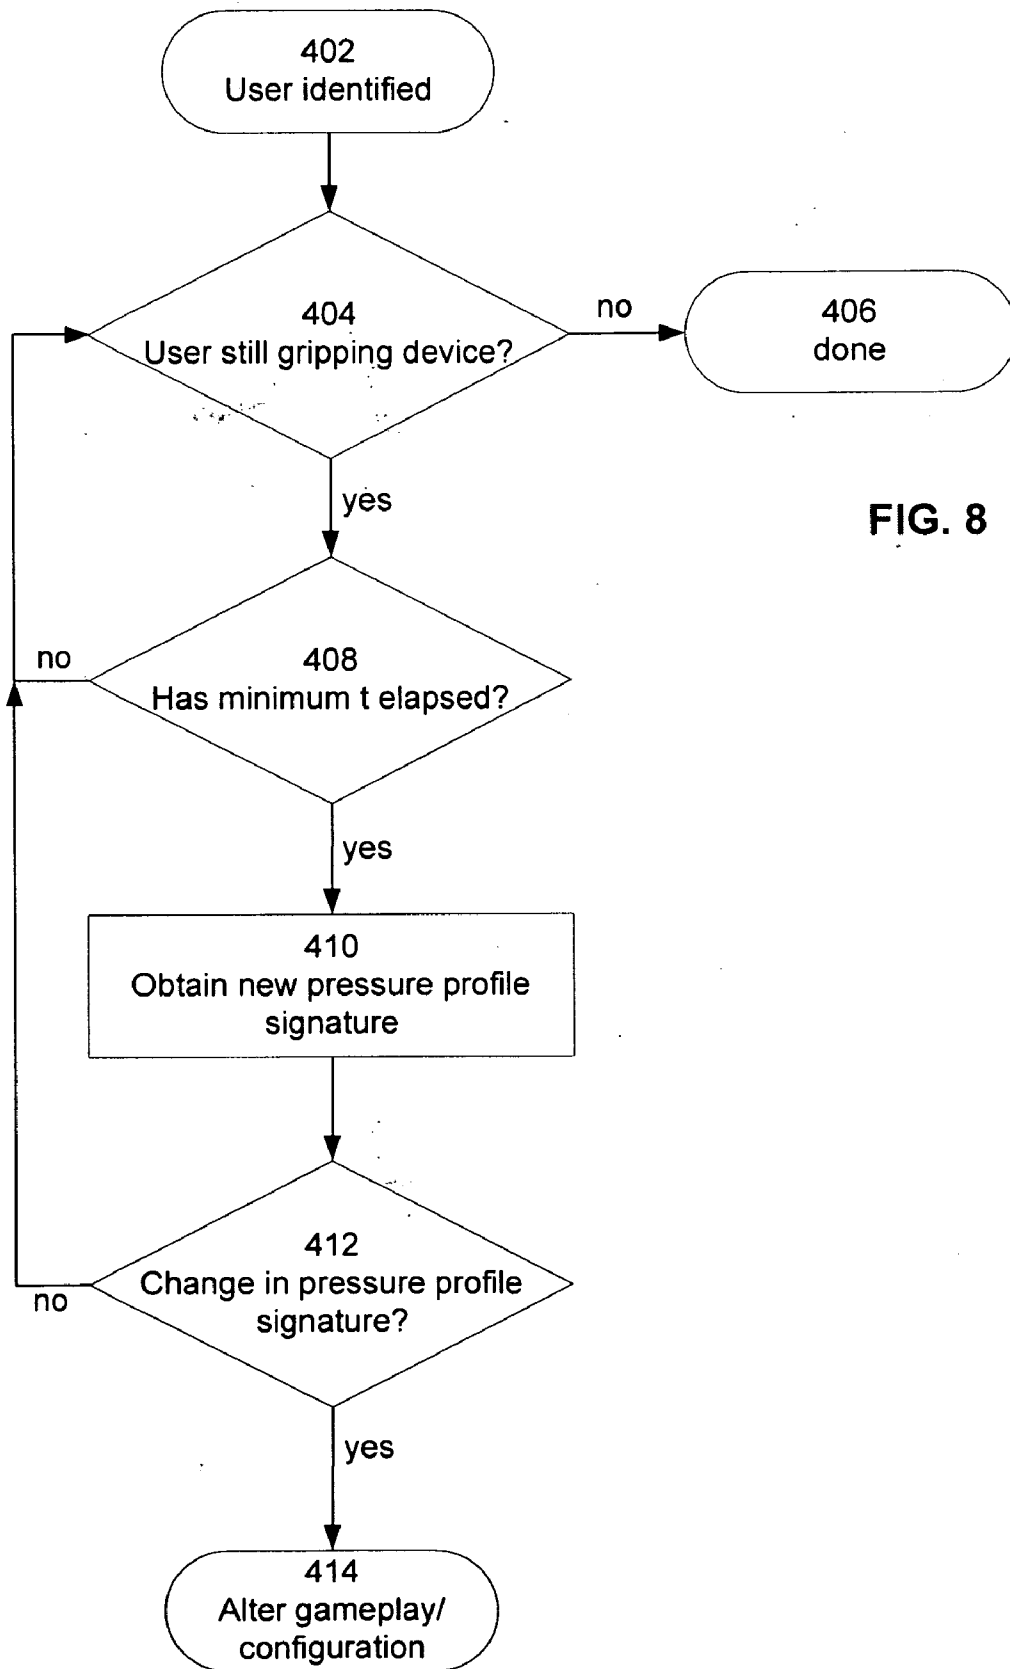 402
User identified
404
User still gripping device?
no
406
done
yes
FIG. 8
no
408
Has minimum t elapsed?
yes
410
Obtain new pressure profile
signature
412
Change in pressure profile
signature?
no
yes
414
Alter gameplay/
configuration